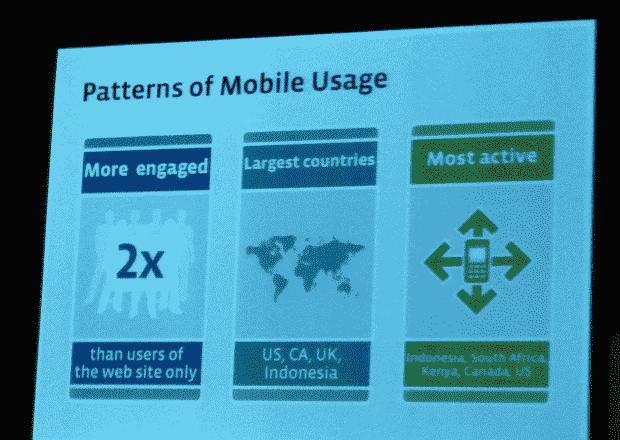 Patterns of Mobile Usage
More engaged
2x
than users of
the web site only
Largest countries
US, CA, UK,
Indonesia
Most active
Indonesia, South Africa,
Kenya, Canada, US